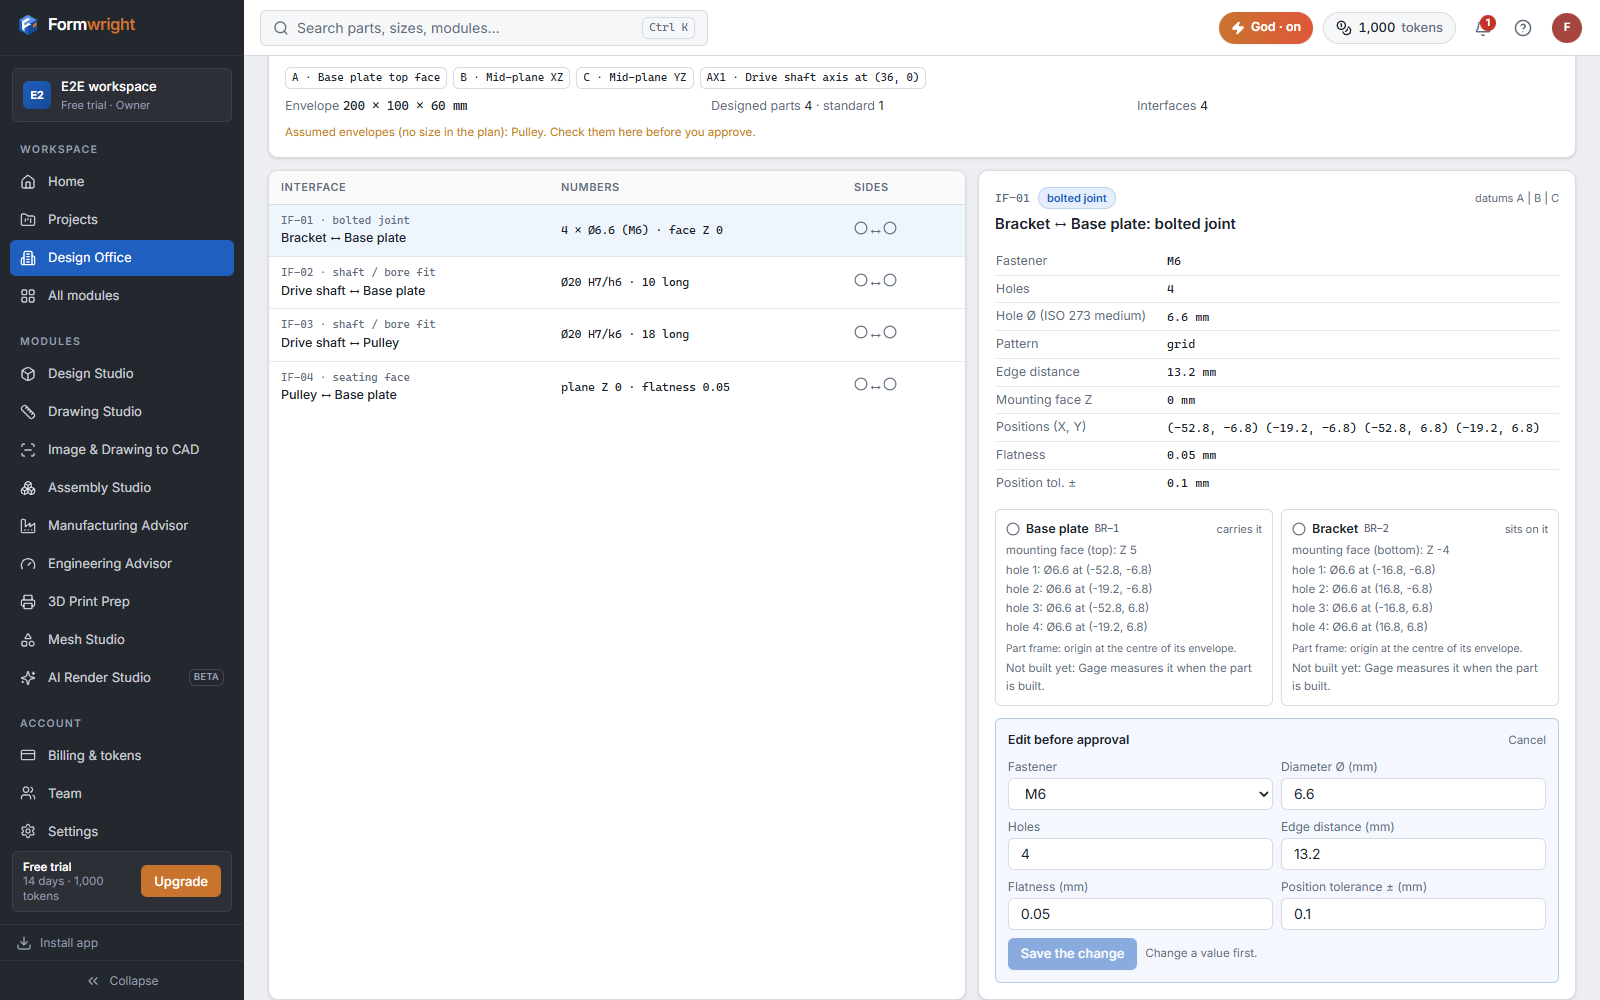 Formwright
Search parts, sizes, modules...
Ctrl K
God · on
1,000 tokens
1
F
E2
E2E workspace
Free trial · Owner
WORKSPACE
Home
Projects
Design Office
All modules
MODULES
Design Studio
Drawing Studio
Image & Drawing to CAD
Assembly Studio
Manufacturing Advisor
Engineering Advisor
3D Print Prep
Mesh Studio
AI Render Studio BETA
ACCOUNT
Billing & tokens
Team
Settings
Free trial
14 days · 1,000
tokens
Upgrade
Install app
Collapse
A · Base plate top face
B · Mid-plane XZ
C · Mid-plane YZ
AX1 · Drive shaft axis at (36, 0)
Envelope 200 × 100 × 60 mm
Designed parts 4 · standard 1
Interfaces 4
Assumed envelopes (no size in the plan): Pulley. Check them here before you approve.
INTERFACE NUMBERS SIDES
IF-01 · bolted joint
Bracket ↔ Base plate
4 × Ø6.6 (M6) · face Z 0
IF-02 · shaft / bore fit
Drive shaft ↔ Base plate
Ø20 H7/h6 · 10 long
IF-03 · shaft / bore fit
Drive shaft ↔ Pulley
Ø20 H7/k6 · 18 long
IF-04 · seating face
Pulley ↔ Base plate
plane Z 0 · flatness 0.05
IF-01 bolted joint
datums A | B | C
Bracket ↔ Base plate: bolted joint
Fastener M6
Holes 4
Hole Ø (ISO 273 medium) 6.6 mm
Pattern grid
Edge distance 13.2 mm
Mounting face Z 0 mm
Positions (X, Y) (-52.8, -6.8) (-19.2, -6.8) (-52.8, 6.8) (-19.2, 6.8)
Flatness 0.05 mm
Position tol. ± 0.1 mm
Base plate BR-1 carries it
mounting face (top): Z 5
hole 1: Ø6.6 at (-52.8, -6.8)
hole 2: Ø6.6 at (-19.2, -6.8)
hole 3: Ø6.6 at (-52.8, 6.8)
hole 4: Ø6.6 at (-19.2, 6.8)
Part frame: origin at the centre of its envelope.
Not built yet: Gage measures it when the part
is built.
Bracket BR-2 sits on it
mounting face (bottom): Z -4
hole 1: Ø6.6 at (-16.8, -6.8)
hole 2: Ø6.6 at (16.8, -6.8)
hole 3: Ø6.6 at (-16.8, 6.8)
hole 4: Ø6.6 at (16.8, 6.8)
Part frame: origin at the centre of its envelope.
Not built yet: Gage measures it when the part
is built.
Edit before approval
Cancel
Fastener
M6
Diameter Ø (mm)
6.6
Holes
4
Edge distance (mm)
13.2
Flatness (mm)
0.05
Position tolerance ± (mm)
0.1
Save the change
Change a value first.